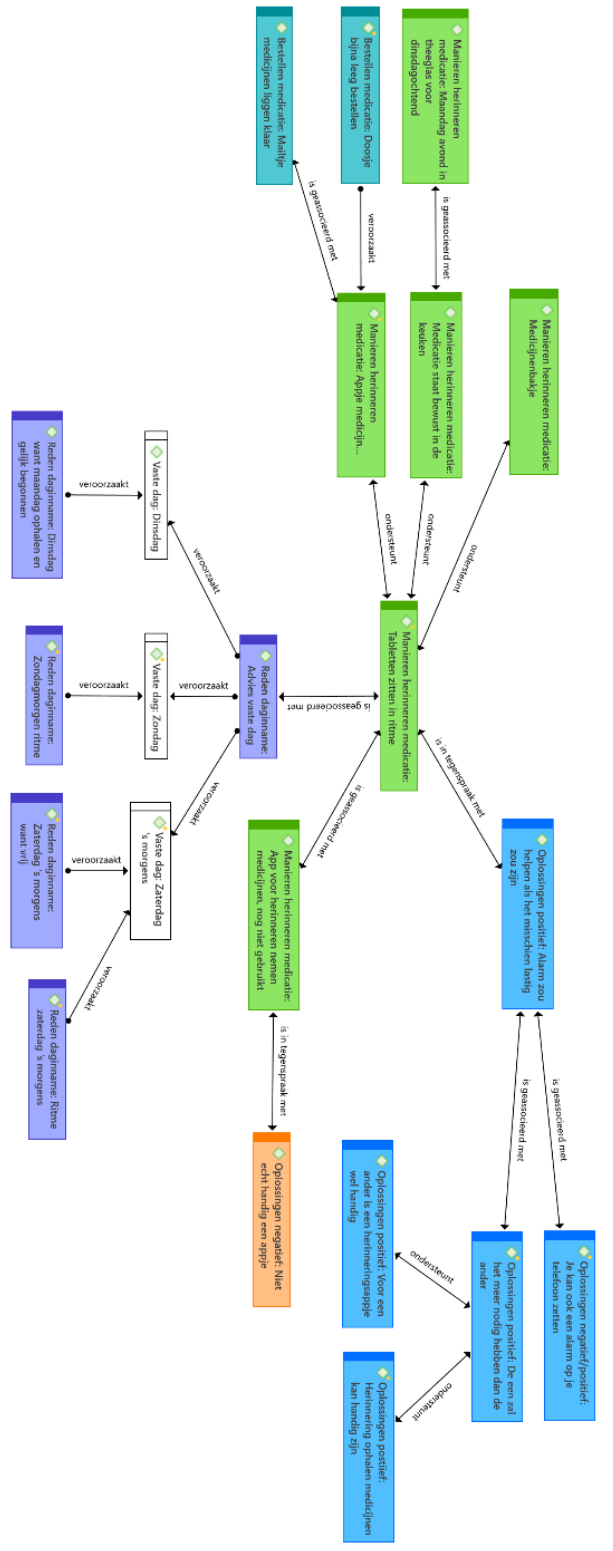 Oplossingen negatief/positief:
Je kan ook een alarm op je
telefoon zetten
is geassocieerd met
Manieren herinneren medicatie:
Medicijnenbakje
Oplossingen positief: Alarm zou
helpen als het misschien lastig
zou zijn
is geassocieerd met
Oplossingen positief: De een zal
het meer nodig hebben dan de
ander
ondersteunt
is in tegenspraak met
Manieren herinneren
medicatie: Maandag avond in
theeglas voor
dinsdagochtend
is geassocieerd met
Manieren herinneren medicatie:
Medicatie staat bewust in de
keuken
ondersteunt
Manieren herinneren medicatie:
Tabletten zitten in ritme
ondersteunt
ondersteunt
Bestellen medicatie: Doosje
bijna leeg bestellen
veroorzaakt
Manieren herinneren
medicatie: Appje medicijn...
ondersteunt
Oplossingen positief: Voor een
ander is een herinneringsappje
wel handig
Oplossingen postiief:
Herinnering ophalen medicijnen
kan handig zijn
is geassocieerd met
is geassocieerd met
is geassocieerd met
Bestellen medicatie: Mailtje
medicijnen liggen klaar
Reden daginname:
Advies vaste dag
Manieren herinneren medicatie:
App voor herinneren nemen
medicijnen, nog niet gebruikt
is in tegenspraak met
Oplossingen negatief: Niet
echt handig een appje
veroorzaakt
veroorzaakt
veroorzaakt
Vaste dag: Dinsdag
Vaste dag: Zondag
Vaste dag: Zaterdag
's morgens
veroorzaakt
veroorzaakt
veroorzaakt
veroorzaakt
Reden daginname: Dinsdag
want maandag ophalen en
gelijk begonnen
Reden daginname:
Zondagmorgen ritme
Reden daginname:
Zaterdag 's morgens
want vrij
Reden daginname: Ritme
zaterdag 's morgens